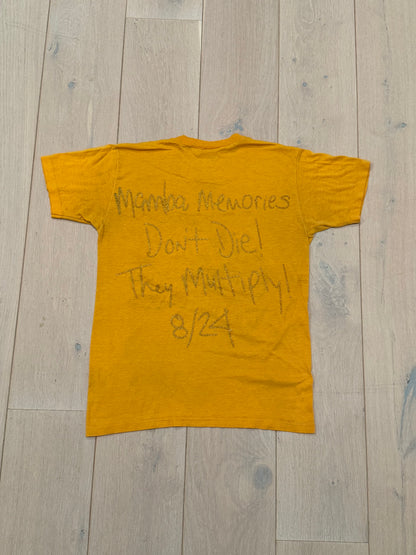 Mamba Memories
Don't Die!
They Multiply!
8/24